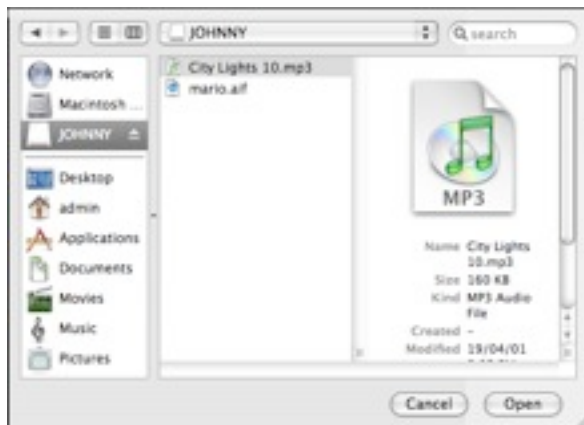 JOHNNY
search
Network
Macintosh ...
JOHNNY
Desktop
admin
Applications
Documents
Movies
Music
Pictures
City Lights 10.mp3
mario.aif
MP3
Name City Lights
10.mp3
Size 160 KB
Kind MP3 Audio
File
Created -
Modified 19/04/01
Cancel
Open